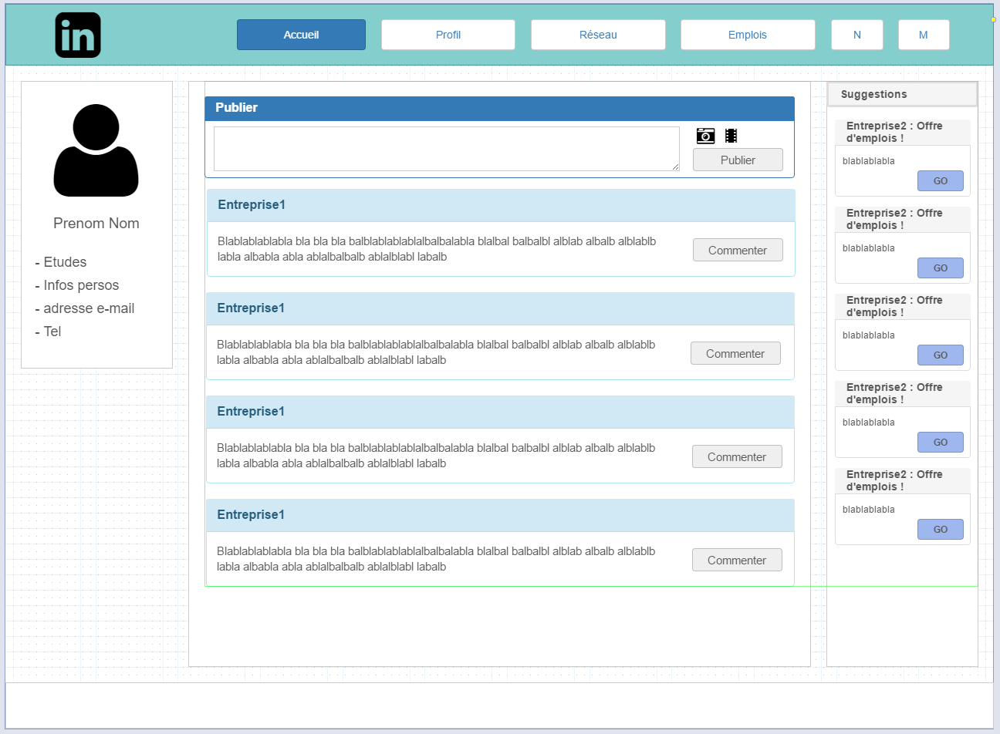 in
Accueil
Profil
Réseau
Emplois
N
M
Prenom Nom
- Etudes
- Infos persos
- adresse e-mail
- Tel
Publier
Publier
Entreprise1
Blablablablabla bla bla bla balblablablablalbalbalabla blalbal balbalbl alblab albalb alblablb
labla albabla abla ablalbalbalb ablalblabl labalb
Commenter
Entreprise1
Blablablablabla bla bla bla balblablablablalbalbalabla blalbal balbalbl alblab albalb alblablb
labla albabla abla ablalbalbalb ablalblabl labalb
Commenter
Entreprise1
Blablablablabla bla bla bla balblablablablalbalbalabla blalbal balbalbl alblab albalb alblablb
labla albabla abla ablalbalbalb ablalblabl labalb
Commenter
Entreprise1
Blablablablabla bla bla bla balblablablablalbalbalabla blalbal balbalbl alblab albalb alblablb
labla albabla abla ablalbalbalb ablalblabl labalb
Commenter
Suggestions
Entreprise2 : Offre
d'emplois !
blablablabla
GO
Entreprise2 : Offre
d'emplois !
blablablabla
GO
Entreprise2 : Offre
d'emplois !
blablablabla
GO
Entreprise2 : Offre
d'emplois !
blablablabla
GO
Entreprise2 : Offre
d'emplois !
blablablabla
GO